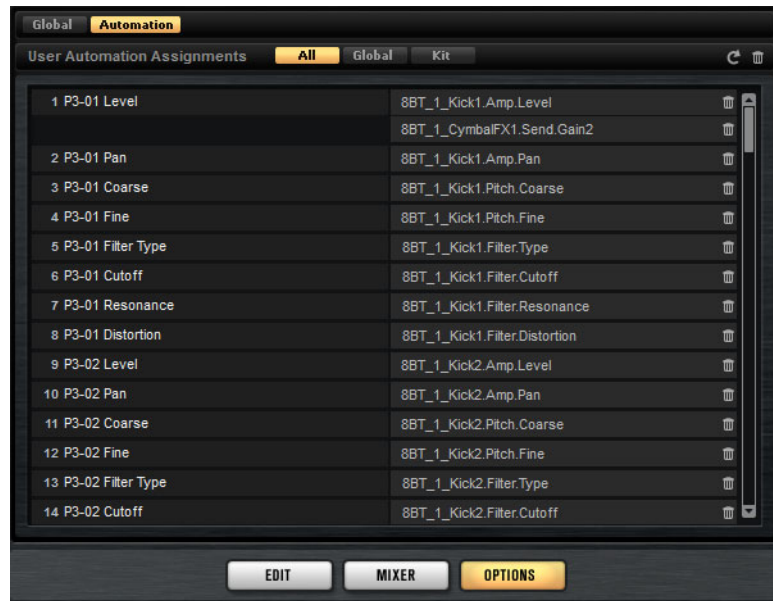 Global Automation
User Automation Assignments All Global Kit
1 P3-01 Level 8BT_1_Kick1.Amp.Level
8BT_1_CymbalFX1.Send.Gain2
2 P3-01 Pan 8BT_1_Kick1.Amp.Pan
3 P3-01 Coarse 8BT_1_Kick1.Pitch.Coarse
4 P3-01 Fine 8BT_1_Kick1.Pitch.Fine
5 P3-01 Filter Type 8BT_1_Kick1.Filter.Type
6 P3-01 Cutoff 8BT_1_Kick1.Filter.Cutoff
7 P3-01 Resonance 8BT_1_Kick1.Filter.Resonance
8 P3-01 Distortion 8BT_1_Kick1.Filter.Distortion
9 P3-02 Level 8BT_1_Kick2.Amp.Level
10 P3-02 Pan 8BT_1_Kick2.Amp.Pan
11 P3-02 Coarse 8BT_1_Kick2.Pitch.Coarse
12 P3-02 Fine 8BT_1_Kick2.Pitch.Fine
13 P3-02 Filter Type 8BT_1_Kick2.Filter.Type
14 P3-02 Cutoff 8BT_1_Kick2.Filter.Cutoff
EDIT MIXER OPTIONS